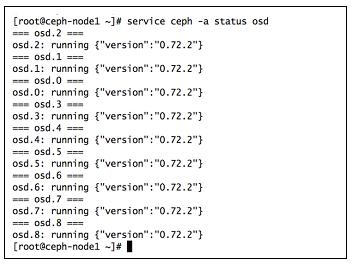 [root@ceph-node1 ~]# service ceph -a status osd
=== osd.2 ===
osd.2: running {"version":"0.72.2"}
=== osd.1 ===
osd.1: running {"version":"0.72.2"}
=== osd.0 ===
osd.0: running {"version":"0.72.2"}
=== osd.3 ===
osd.3: running {"version":"0.72.2"}
=== osd.4 ===
osd.4: running {"version":"0.72.2"}
=== osd.5 ===
osd.5: running {"version":"0.72.2"}
=== osd.6 ===
osd.6: running {"version":"0.72.2"}
=== osd.7 ===
osd.7: running {"version":"0.72.2"}
=== osd.8 ===
osd.8: running {"version":"0.72.2"}
[root@ceph-node1 ~]#